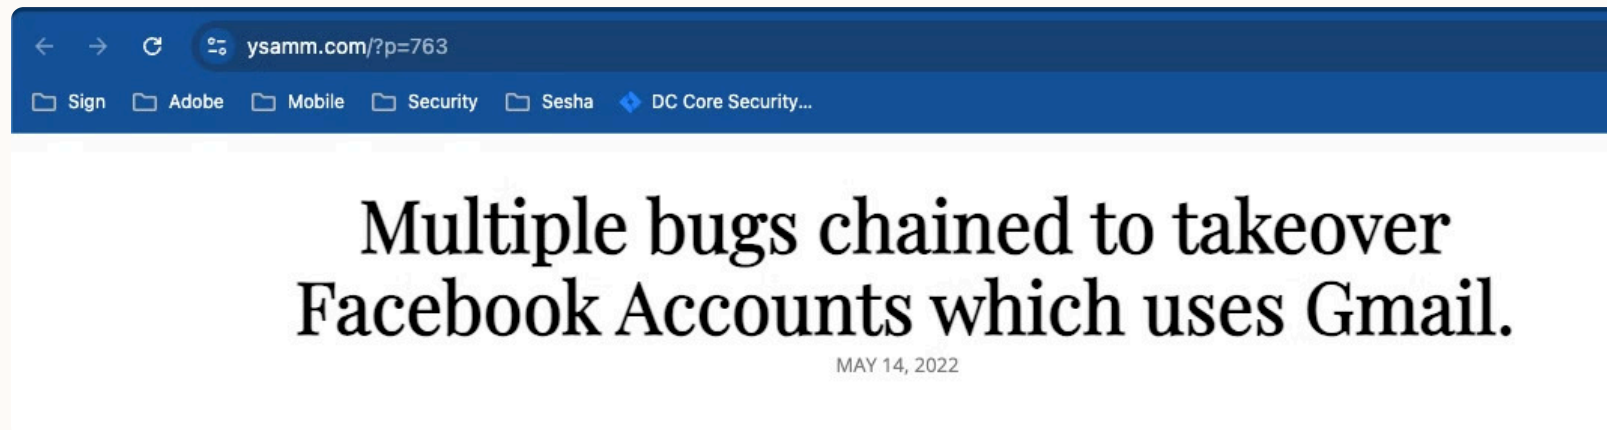 ysamm.com/?p=763
Sign Adobe Mobile Security Sesha DC Core Security...
Multiple bugs chained to takeover
Facebook Accounts which uses Gmail.
MAY 14, 2022